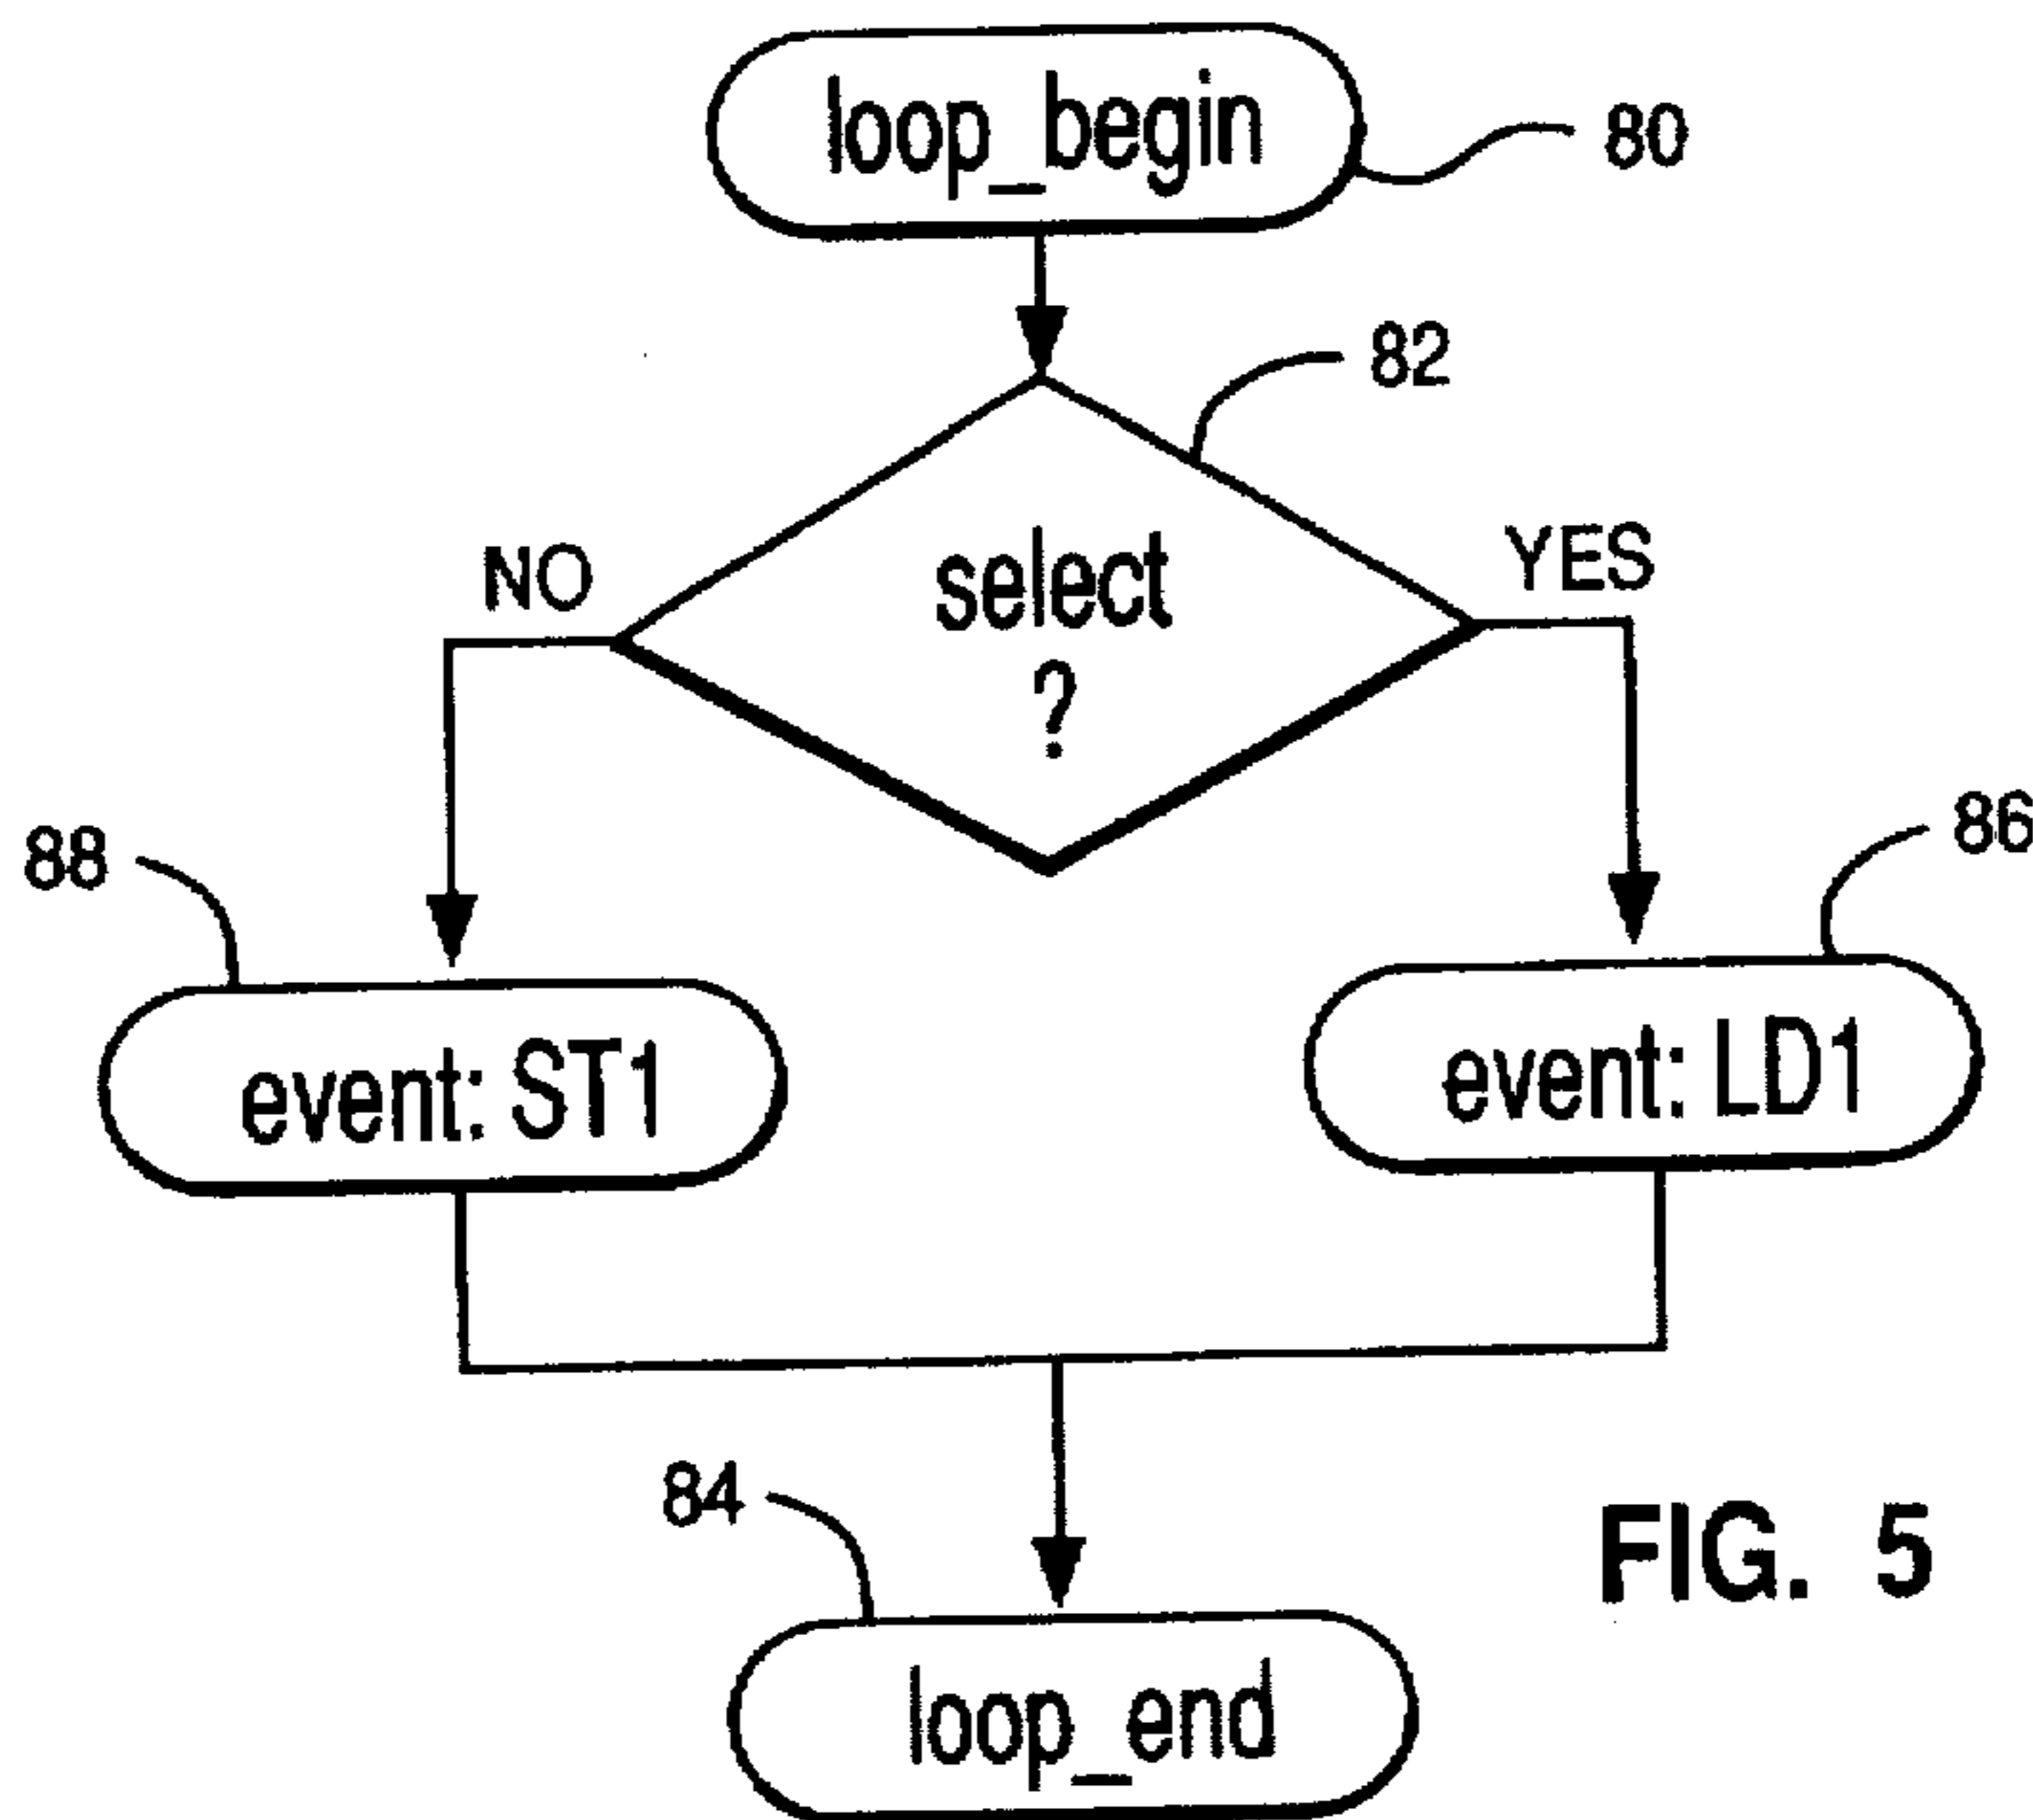 loop_begin
80
82
NO
select
?
YES
88
86
event: ST1
event: LD1
84
FIG. 5
loop_end